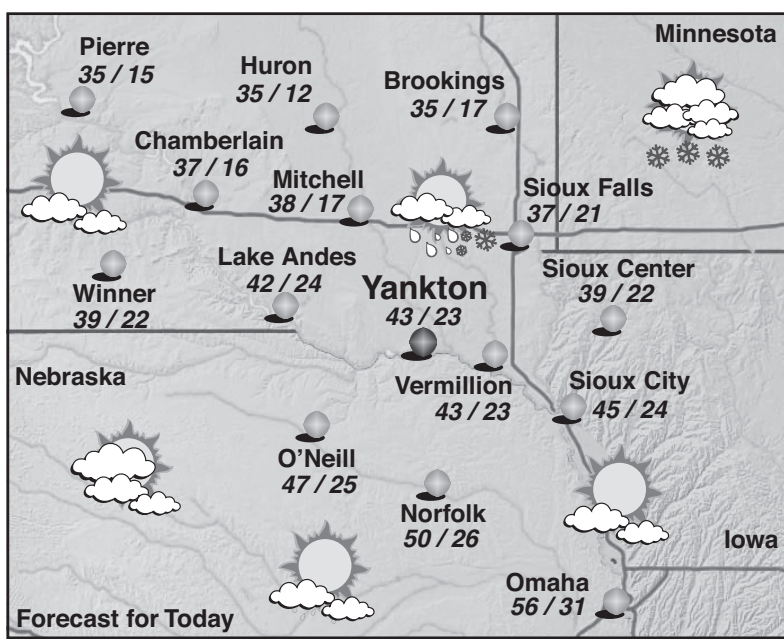 Pierre
35 / 15
Huron
35 / 12
Brookings
35 / 17
Minnesota
Chamberlain
37 / 16
Mitchell
38 / 17
Sioux Falls
37 / 21
Winner
39 / 22
Lake Andes
42 / 24
Yankton
43 / 23
Sioux Center
39 / 22
Nebraska
Vermillion
43 / 23
Sioux City
45 / 24
O'Neill
47 / 25
Norfolk
50 / 26
Iowa
Omaha
56 / 31
Forecast for Today